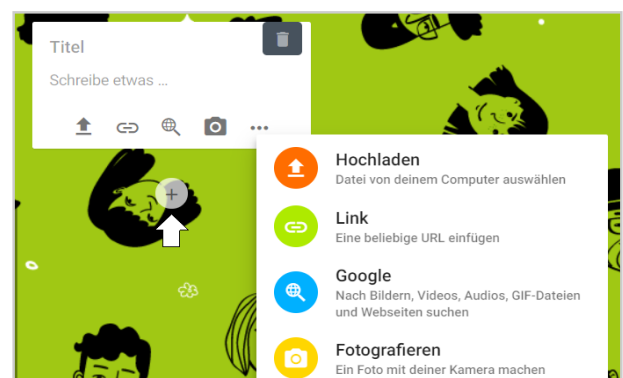 Titel
Schreibe etwas ...
Hochladen
Datei von deinem Computer auswählen
Link
Eine beliebige URL einfügen
Google
Nach Bildern, Videos, Audios, GIF-Dateien
und Webseiten suchen
Fotografieren
Ein Foto mit deiner Kamera machen